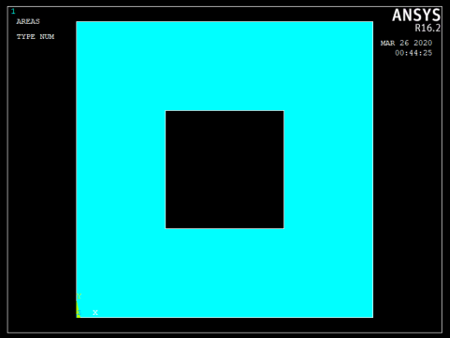 1
AREAS
TYPE NUM
ANSYS
R16.2
MAR 26 2020
00:44:25
X